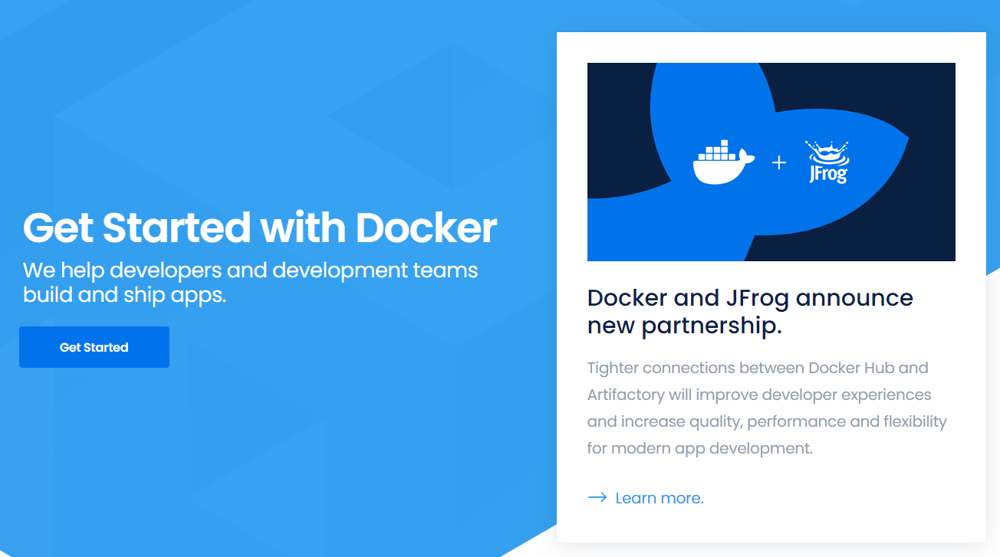 Get Started with Docker
We help developers and development teams
build and ship apps.
Get Started
+
JFrog
Docker and JFrog announce
new partnership.
Tighter connections between Docker Hub and
Artifactory will improve developer experiences
and increase quality, performance and flexibility
for modern app development.
→ Learn more.